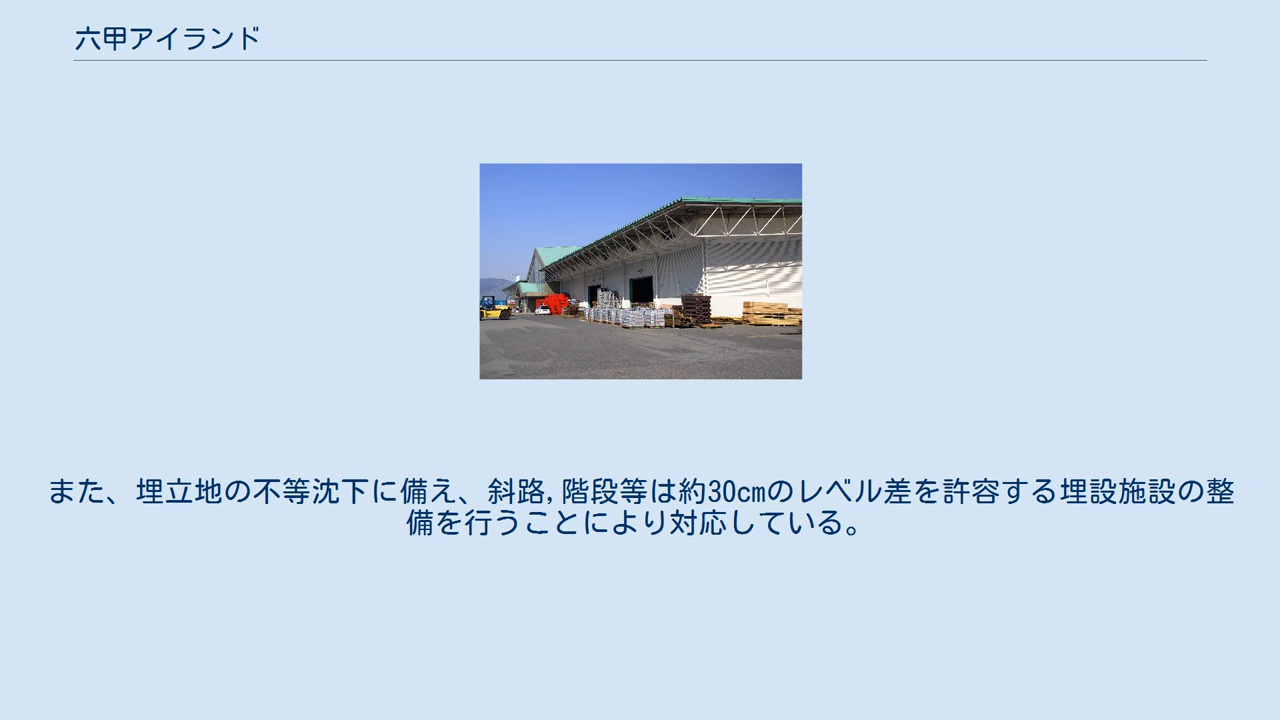 六甲アイランド
また、埋立地の不等沈下に備え、斜路,階段等は約30cmのレベル差を許容する埋設施設の整
備を行うことにより対応している。